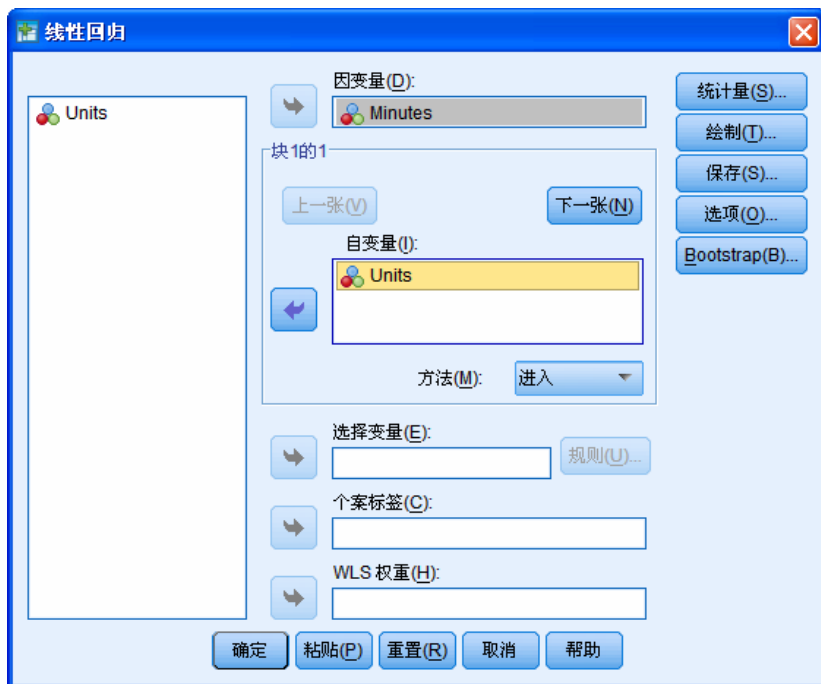 线性回归
Units
因变量(D):
Minutes
块1的1
上一张(V)
下一张(N)
自变量(I):
Units
方法(M):
进入
选择变量(E):
规则(U)...
个案标签(C):
WLS 权重(H):
统计量(S)...
绘制(T)...
保存(S)...
选项(O)...
Bootstrap(B)...
确定
粘贴(P)
重置(R)
取消
帮助